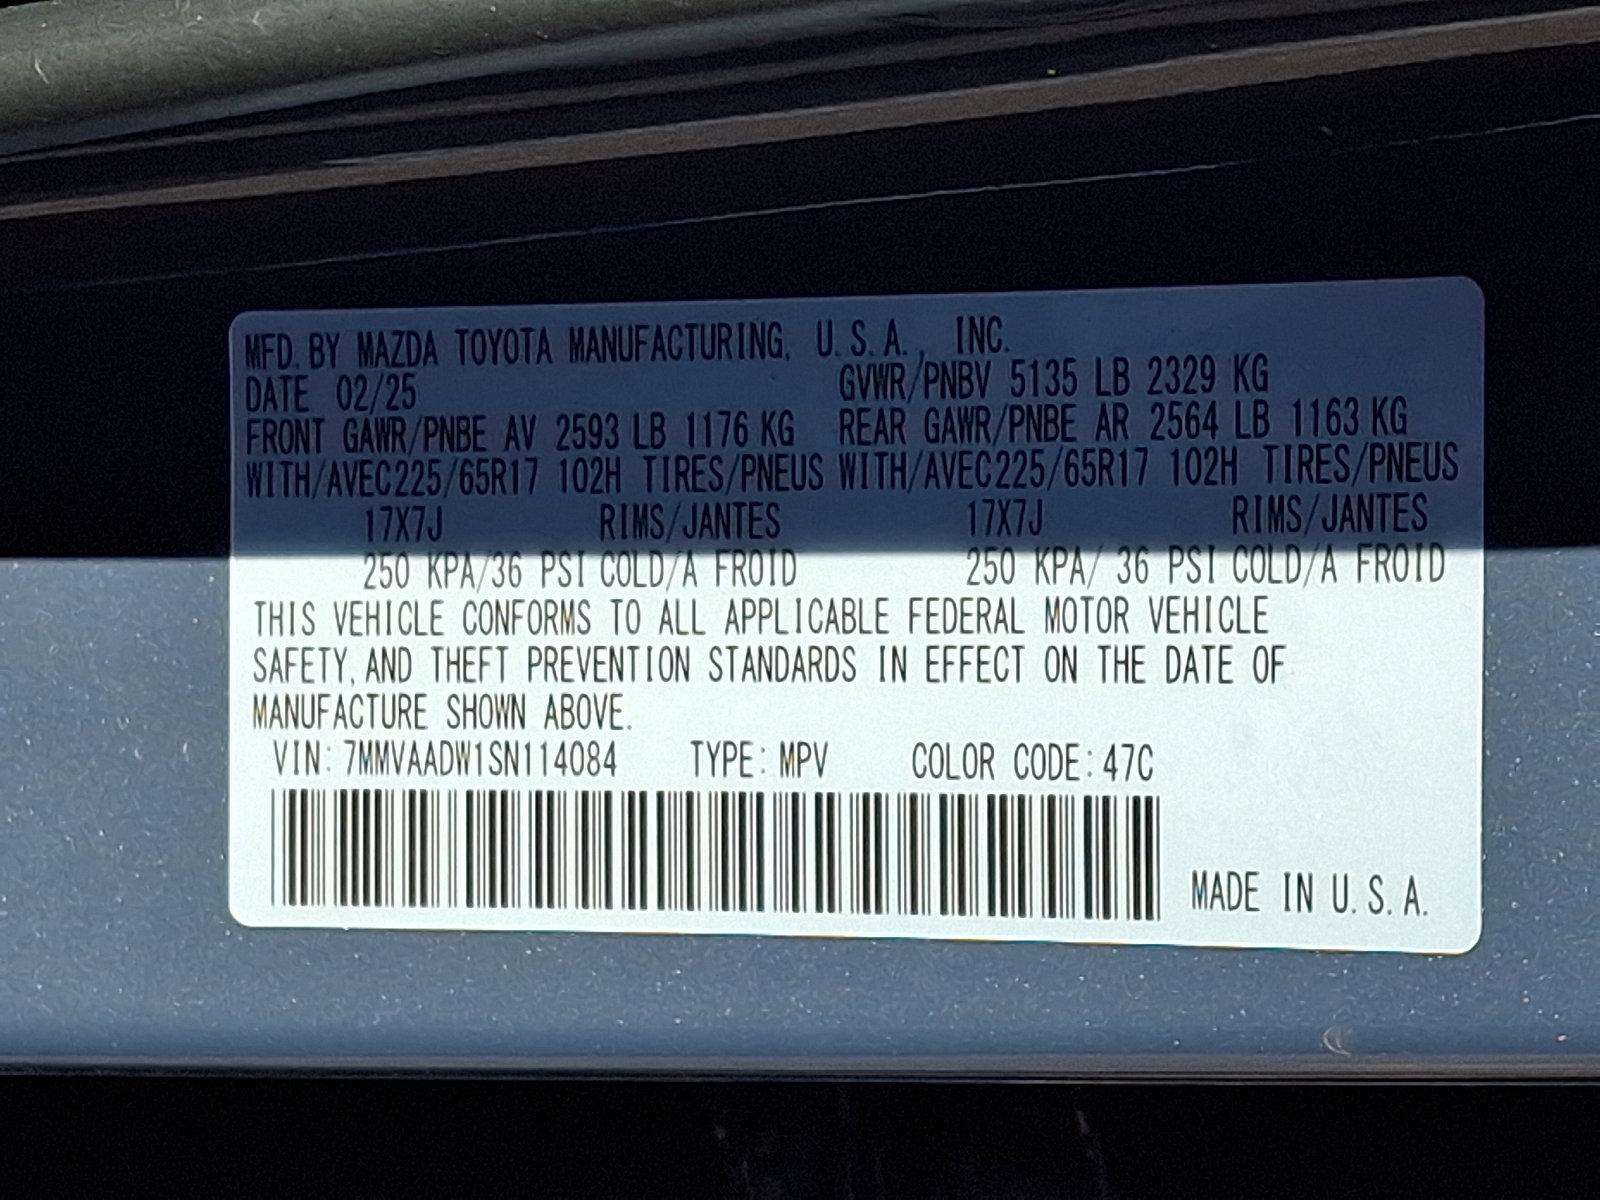 MFD. BY MAZDA TOYOTA MANUFACTURING, U.S.A., INC.
DATE 02/25 GVWR/PNBV 5135 LB 2329 KG
FRONT GAWR/PNBE AV 2593 LB 1176 KG REAR GAWR/PNBE AR 2564 LB 1163 KG
WITH/AVEC225/65R17 102H TIRES/PNEUS WITH/AVEC225/65R17 102H TIRES/PNEUS
17X7J RIMS/JANTES 17X7J RIMS/JANTES
250 KPA/36 PSI COLD/A FROID 250 KPA/ 36 PSI COLD/A FROID
THIS VEHICLE CONFORMS TO ALL APPLICABLE FEDERAL MOTOR VEHICLE
SAFETY, AND THEFT PREVENTION STANDARDS IN EFFECT ON THE DATE OF
MANUFACTURE SHOWN ABOVE.
VIN: 7MMVAADW1SN114084 TYPE: MPV COLOR CODE: 47C
MADE IN U.S.A.